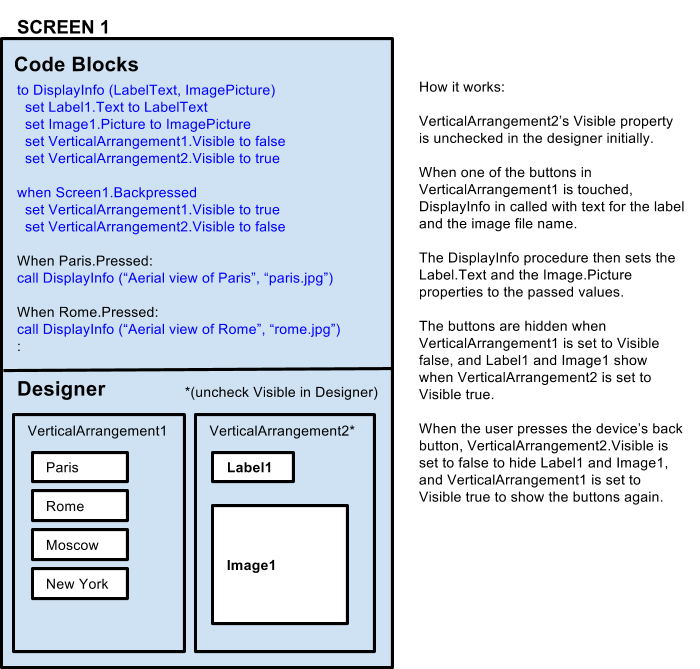 SCREEN 1
Code Blocks
to DisplayInfo (LabelText, ImagePicture)
set Label1.Text to LabelText
set Image1.Picture to ImagePicture
set VerticalArrangement1.Visible to false
set VerticalArrangement2.Visible to true
when Screen1.Backpressed
set VerticalArrangement1.Visible to true
set VerticalArrangement2.Visible to false
When Paris.Pressed:
call DisplayInfo (“Aerial view of Paris”, “paris.jpg”)
When Rome.Pressed:
call DisplayInfo (“Aerial view of Rome”, “rome.jpg”)
:
Designer
*(uncheck Visible in Designer)
VerticalArrangement1
Paris
Rome
Moscow
New York
VerticalArrangement2*
Label1
Image1
How it works:
VerticalArrangement2’s Visible property
is unchecked in the designer initially.
When one of the buttons in
VerticalArrangement1 is touched,
DisplayInfo in called with text for the label
and the image file name.
The DisplayInfo procedure then sets the
Label.Text and the Image.Picture
properties to the passed values.
The buttons are hidden when
VerticalArrangement1 is set to Visible
false, and Label1 and Image1 show
when VerticalArrangement2 is set to
Visible true.
When the user presses the device’s back
button, VerticalArrangement2.Visible is
set to false to hide Label1 and Image1,
and VerticalArrangement1 is set to
Visible true to show the buttons again.